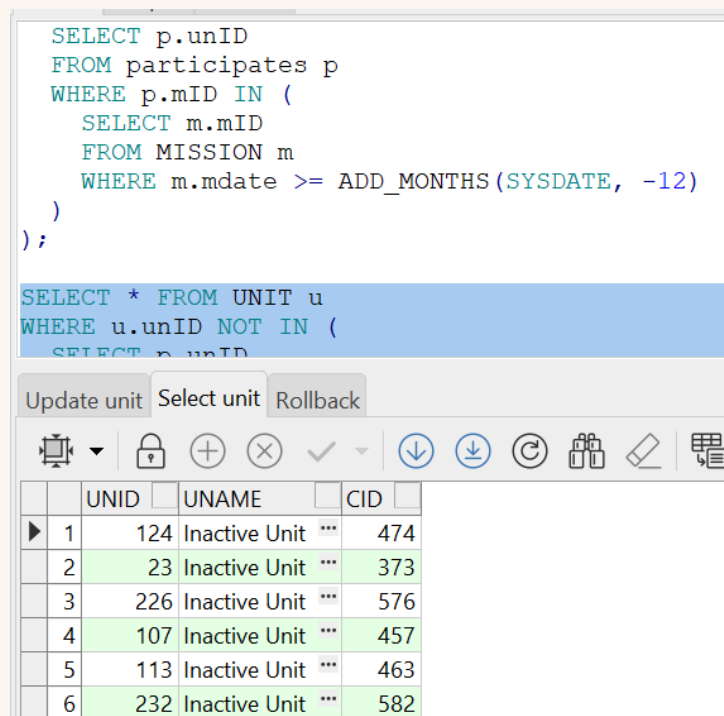 SELECT p.unID
FROM participates p
WHERE p.mID IN (
SELECT m.mID
FROM MISSION m
WHERE m.mdate >= ADD_MONTHS(SYSDATE, -12)
)
);
SELECT * FROM UNIT u
WHERE u.unID NOT IN (
SELECT p.unID
Update unit Select unit Rollback
UNID UNAME CID
1 124 Inactive Unit ... 474
2 23 Inactive Unit ... 373
3 226 Inactive Unit ... 576
4 107 Inactive Unit ... 457
5 113 Inactive Unit ... 463
6 232 Inactive Unit ... 582